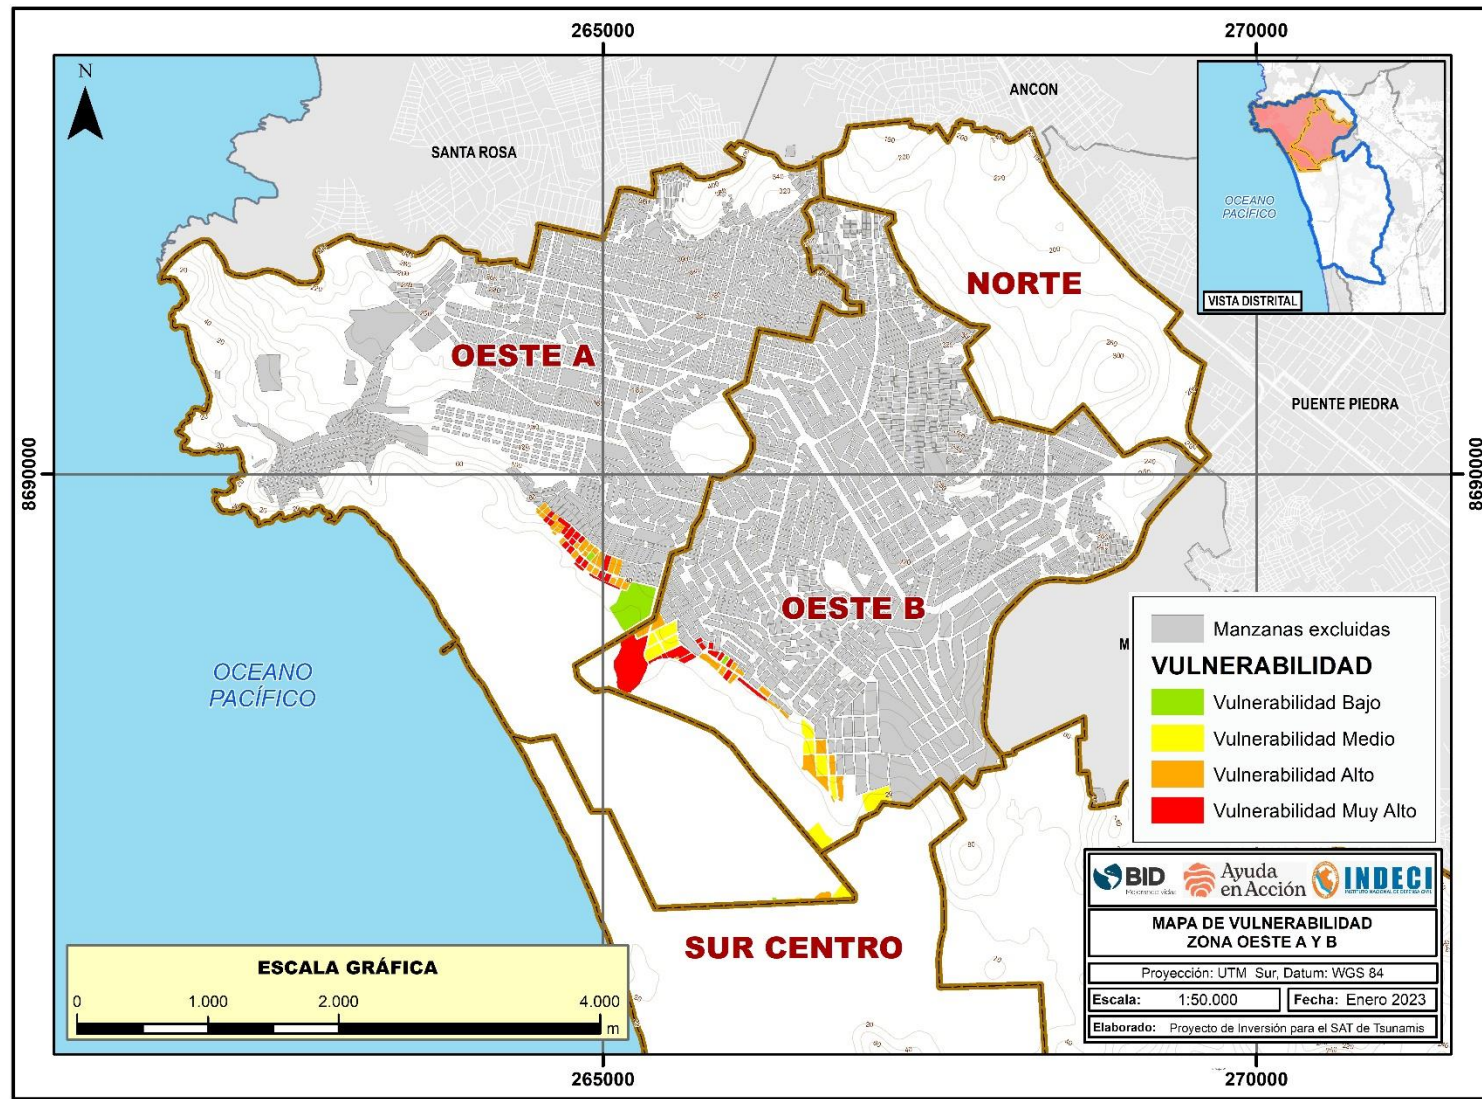 265000
270000
N
ANCON
SANTA ROSA
OCEANO
PACÍFICO
VISTA DISTRITAL
NORTE
OESTE A
PUENTE PIEDRA
8690000
8690000
OESTE B
OCEANO
PACÍFICO
M
Manzanas excluidas
VULNERABILIDAD
Vulnerabilidad Bajo
Vulnerabilidad Medio
Vulnerabilidad Alto
Vulnerabilidad Muy Alto
SUR CENTRO
BID
Ayuda
en Acción
INDECI
MAPA DE VULNERABILIDAD
ZONA OESTE A Y B
Proyección: UTM Sur, Datum: WGS 84
Escala: 1:50.000 Fecha: Enero 2023
Elaborado: Proyecto de Inversión para el SAT de Tsunamis
ESCALA GRÁFICA
0 1.000 2.000 4.000
m
265000
270000